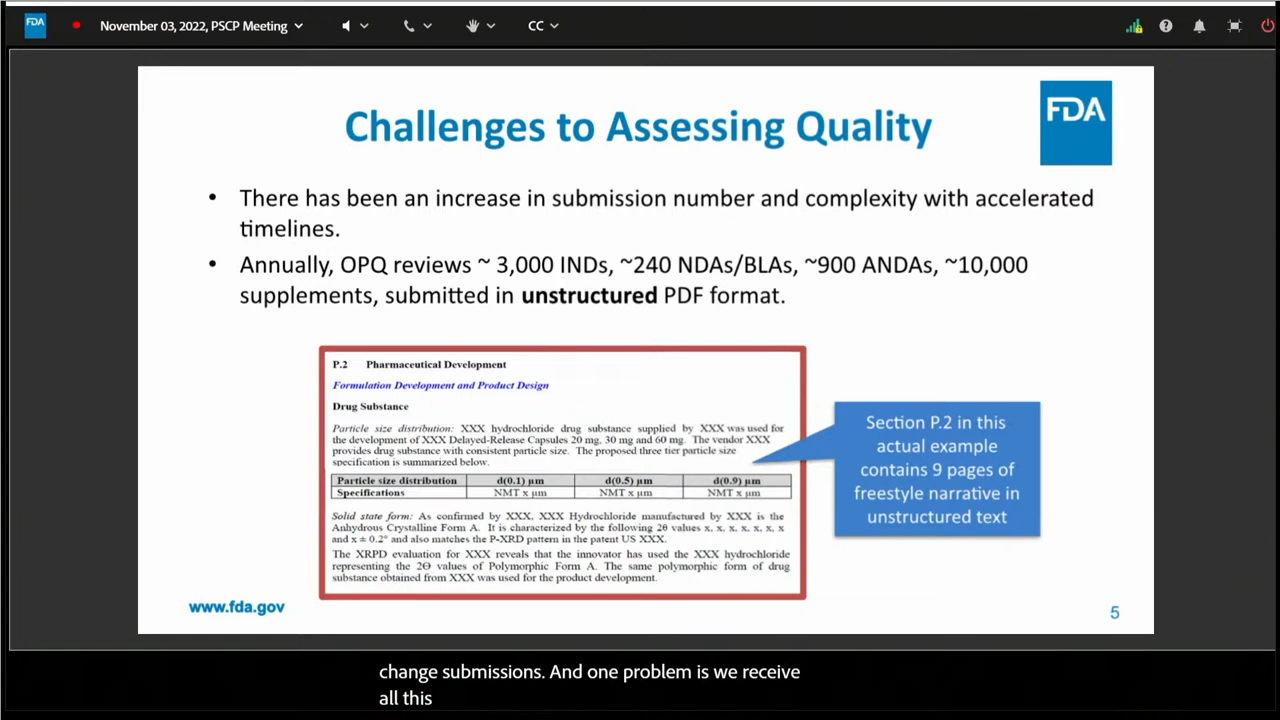 FDA
November 03, 2022, PSCP Meeting
CC
FDA
Challenges to Assessing Quality
• There has been an increase in submission number and complexity with accelerated
timelines.
• Annually, OPQ reviews ~ 3,000 INDs, ~240 NDAs/BLAs, ~900 ANDAs, ~10,000
supplements, submitted in unstructured PDF format.
P.2 Pharmaceutical Development
Formulation Development and Product Design
Drug Substance
Particle size distribution: XXX hydrochloride drug substance supplied by XXX was used for
the development of XXX Delayed-Release Capsules 20 mg, 30 mg and 60 mg. The vendor XXX
provides drug substance with consistent particle size. The proposed three tier particle size
specification is summarized below.
Particle size distribution d(0.1) µm d(0.5) µm d(0.9) µm
Specifications NMT x µm NMT x µm NMT x µm
Solid state form: As confirmed by XXX, XXX Hydrochloride manufactured by XXX is the
Anhydrous Crystalline Form A. It is characterized by the following 2θ values x, x, x, x, x, x, x
and x ± 0.2° and also matches the P-XRD pattern in the patent US XXX.
The XRPD evaluation for XXX reveals that the innovator has used the XXX hydrochloride
representing the 2Θ values of Polymorphic Form A. The same polymorphic form of drug
substance obtained from XXX was used for the product development.
Section P.2 in this
actual example
contains 9 pages of
freestyle narrative in
unstructured text
www.fda.gov
5
change submissions. And one problem is we receive
all this